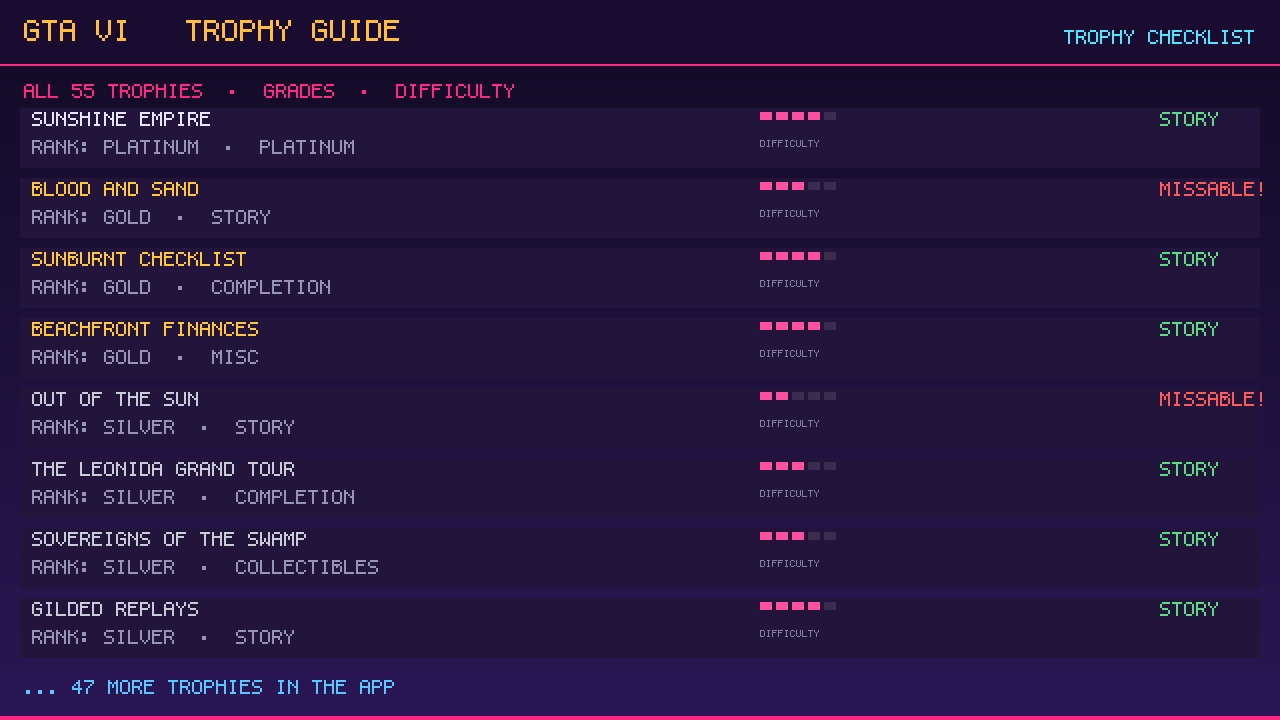 GTA VI TROPHY GUIDE
TROPHY CHECKLIST
ALL 55 TROPHIES • GRADES • DIFFICULTY
SUNSHINE EMPIRE STORY
RANK: PLATINUM • PLATINUM DIFFICULTY
BLOOD AND SAND MISSABLE!
RANK: GOLD • STORY DIFFICULTY
SUNBURNT CHECKLIST STORY
RANK: GOLD • COMPLETION DIFFICULTY
BEACHFRONT FINANCES STORY
RANK: GOLD • MISC DIFFICULTY
OUT OF THE SUN MISSABLE!
RANK: SILVER • STORY DIFFICULTY
THE LEONIDA GRAND TOUR STORY
RANK: SILVER • COMPLETION DIFFICULTY
SOVEREIGNS OF THE SWAMP STORY
RANK: SILVER • COLLECTIBLES DIFFICULTY
GILDED REPLAYS STORY
RANK: SILVER • STORY DIFFICULTY
... 47 MORE TROPHIES IN THE APP